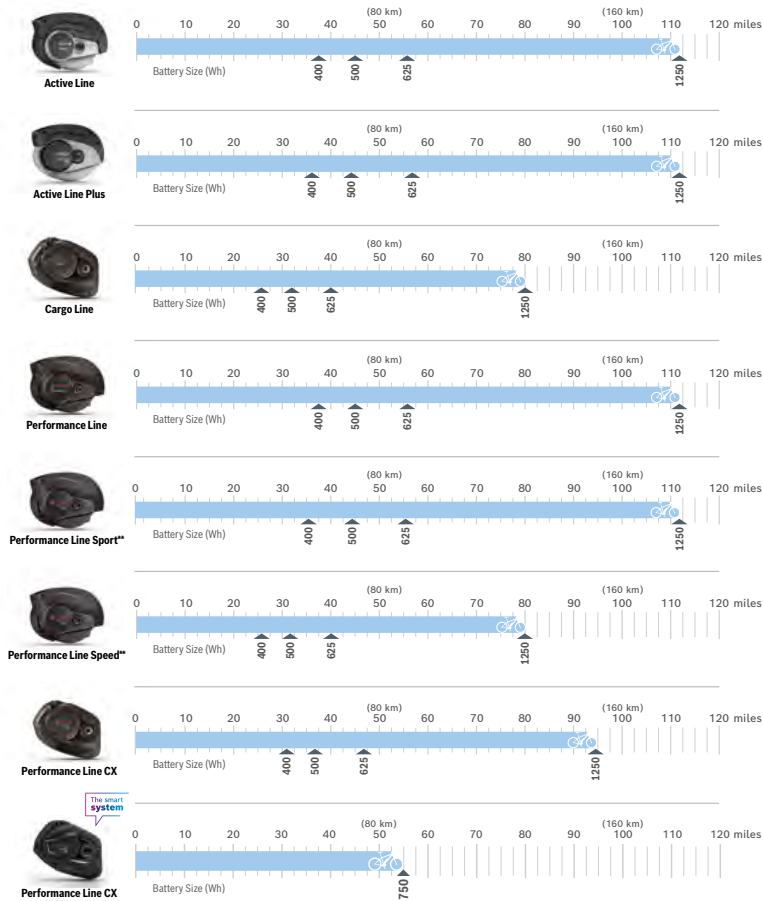 (80 km) (160 km)
0 10 20 30 40 50 60 70 80 90 100 110 120 miles
Battery Size (Wh) 400 500 625 1250
Active Line
(80 km) (160 km)
0 10 20 30 40 50 60 70 80 90 100 110 120 miles
Battery Size (Wh) 400 500 625 1250
Active Line Plus
(80 km) (160 km)
0 10 20 30 40 50 60 70 80 90 100 110 120 miles
Battery Size (Wh) 400 500 625 1250
Cargo Line
(80 km) (160 km)
0 10 20 30 40 50 60 70 80 90 100 110 120 miles
Battery Size (Wh) 400 500 625 1250
Performance Line
(80 km) (160 km)
0 10 20 30 40 50 60 70 80 90 100 110 120 miles
Battery Size (Wh) 400 500 625 1250
Performance Line Sport**
(80 km) (160 km)
0 10 20 30 40 50 60 70 80 90 100 110 120 miles
Battery Size (Wh) 400 500 625 1250
Performance Line Speed**
(80 km) (160 km)
0 10 20 30 40 50 60 70 80 90 100 110 120 miles
Battery Size (Wh) 400 500 625 1250
Performance Line CX
The smart
system
(80 km) (160 km)
0 10 20 30 40 50 60 70 80 90 100 110 120 miles
Battery Size (Wh) 750
Performance Line CX